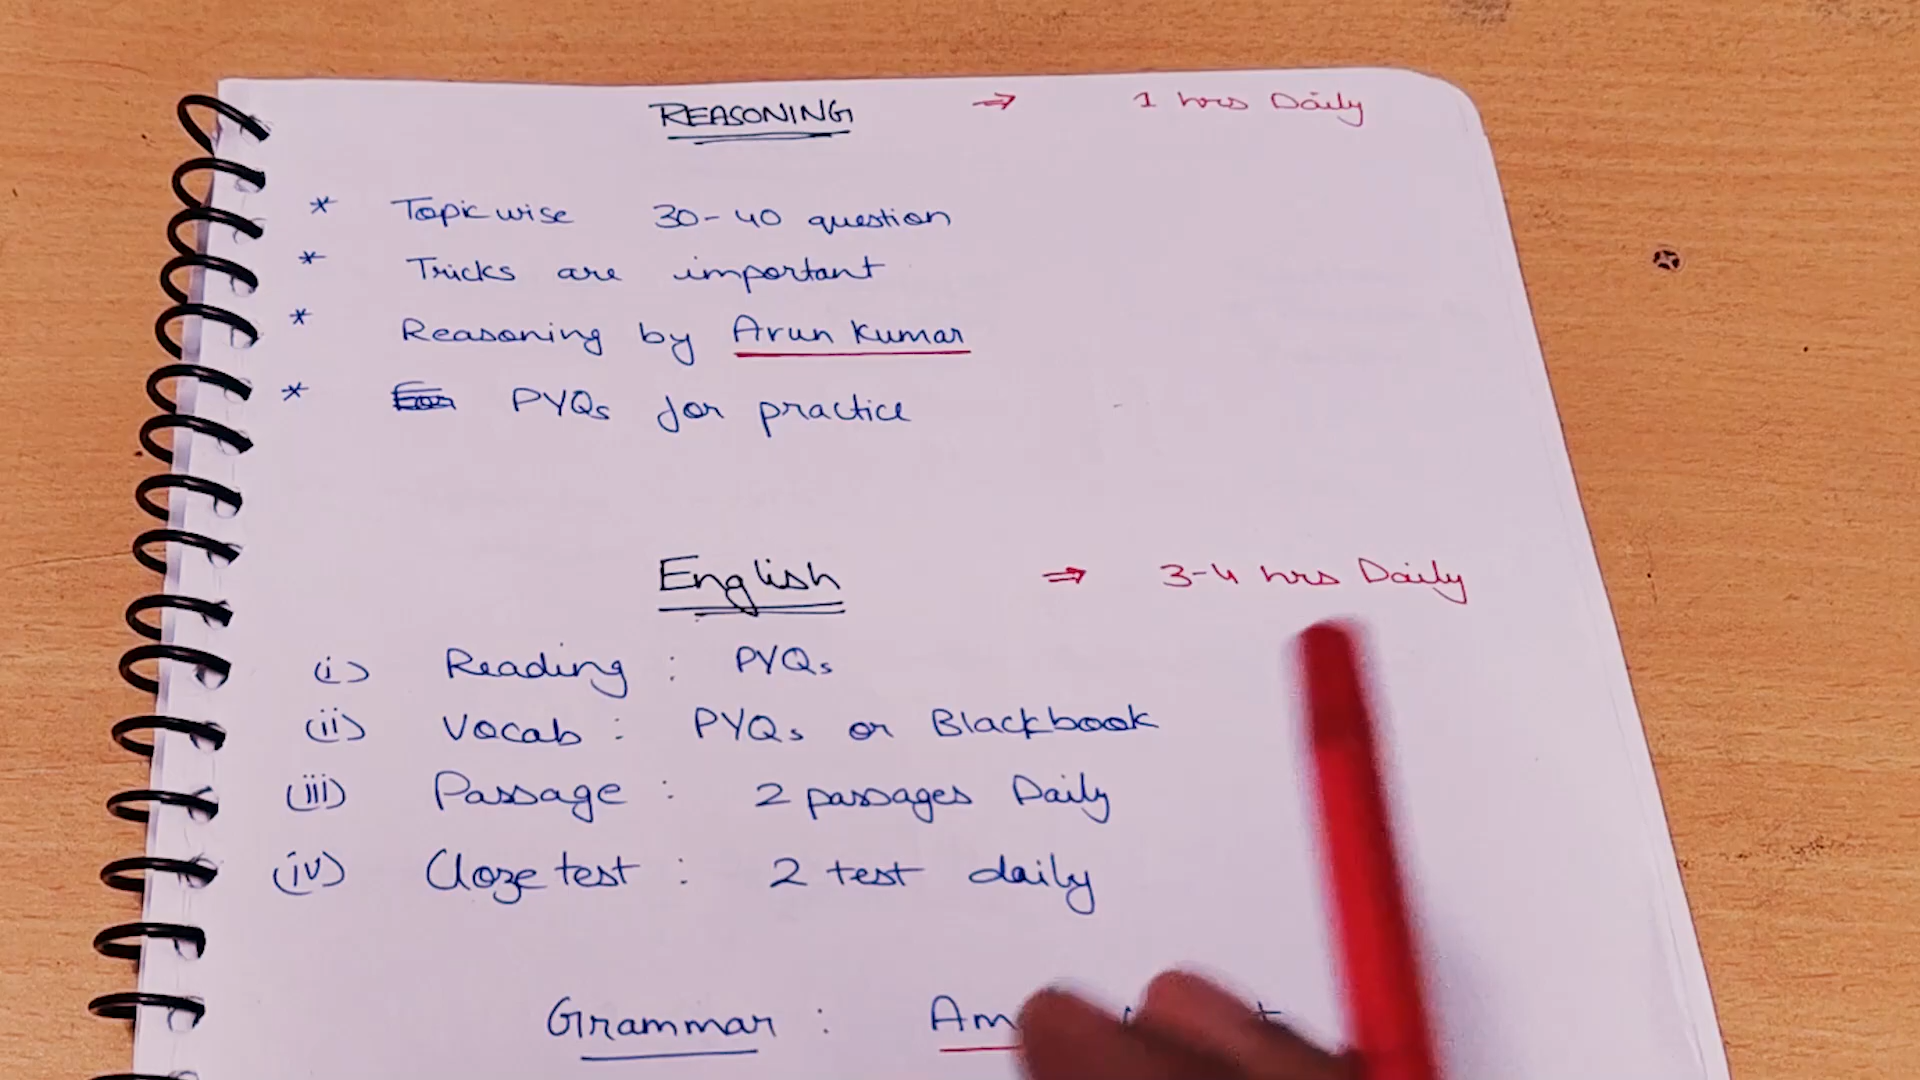 REASONING ⇒ 1 hrs Daily
* Topic wise 30-40 question
* Tricks are important
* Reasoning by Arun Kumar
* PYQs for practice
English ⇒ 3-4 hrs Daily
(i) Reading : PYQs
(ii) Vocab : PYQs or Blackbook
(iii) Passage : 2 passages Daily
(iv) Cloze test : 2 test daily
Grammar :